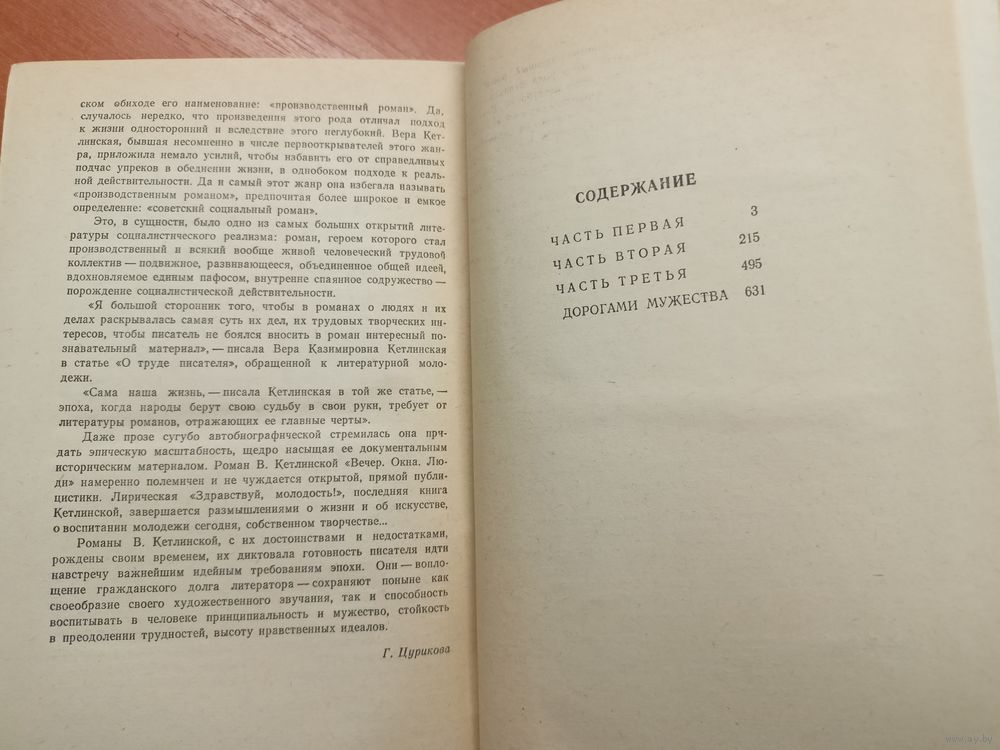 ском обиходе его наименование: «производственный роман». Да,
случалось нередко, что произведения этого рода отличал подход
к жизни односторонний и вследствие этого неглубокий. Вера Кет-
линская, бывшая несомненно в числе первооткрывателей этого жан-
ра, приложила немало усилий, чтобы избавить его от справедливых
подчас упреков в обеднении жизни, в однобоком подходе к реаль-
ной действительности. Да и самый этот жанр она избегала называть
«производственным романом», предпочитая более широкое и емкое
определение: «советский социальный роман».
Это, в сущности, было одно из самых больших открытий лите-
ратуры социалистического реализма: роман, героем которого стал
производственный и всякий вообще живой человеческий трудовой
коллектив — подвижное, развивающееся, объединенное общей идеей,
вдохновляемое единым пафосом, внутренне спаянное содружество —
порождение социалистической действительности.
«Я большой сторонник того, чтобы в романах о людях и их
делах раскрывалась самая суть их дел, их трудовых творческих ин-
тересов, чтобы писатель не боялся вносить в роман интересный по-
знавательный материал», — писала Вера Казимировна Кетлинская
в статье «О труде писателя», обращенной к литературной моло-
дежи.
«Сама наша жизнь, — писала Кетлинская в той же статье, —
эпоха, когда народы берут свою судьбу в свои руки, требует от
литературы романов, отражающих ее главные черты».
Даже прозе сугубо автобиографической стремилась она при-
дать эпическую масштабность, щедро насыщая ее документальным
историческим материалом. Роман В. Кетлинской «Вечер. Окна. Лю-
ди» намеренно полемичен и не чуждается открытой, прямой публи-
цистики. Лирическая «Здравствуй, молодость!», последняя книга
Кетлинской, завершается размышлениями о жизни и об искусстве,
о воспитании молодежи сегодня, собственном творчестве...
Романы В. Кетлинской, с их достоинствами и недостатками,
рождены своим временем, их диктовала готовность писателя идти
навстречу важнейшим идейным требованиям эпохи. Они — вопло-
щение гражданского долга литератора — сохраняют поныне как
своеобразие своего художественного звучания, так и способность
воспитывать в человеке принципиальность и мужество, стойкость
в преодолении трудностей, высоту нравственных идеалов.
Г. Цурикова
СОДЕРЖАНИЕ
ЧАСТЬ ПЕРВАЯ 3
ЧАСТЬ ВТОРАЯ 215
ЧАСТЬ ТРЕТЬЯ 495
ДОРОГАМИ МУЖЕСТВА 631
www.ay.by